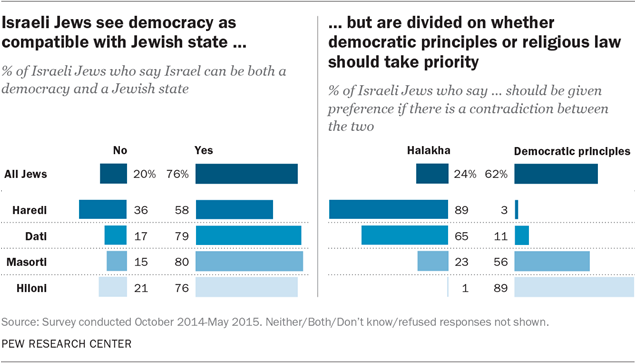 Israeli Jews see democracy as
compatible with Jewish state ...
% of Israeli Jews who say Israel can be both a
democracy and a Jewish state
No Yes
All Jews 20% 76%
Haredi 36 58
Dati 17 79
Masorti 15 80
Hiloni 21 76
... but are divided on whether
democratic principles or religious law
should take priority
% of Israeli Jews who say ... should be given
preference if there is a contradiction between
the two
Halakha Democratic principles
24% 62%
89 3
65 11
23 56
1 89
Source: Survey conducted October 2014-May 2015. Neither/Both/Don't know/refused responses not shown.
PEW RESEARCH CENTER